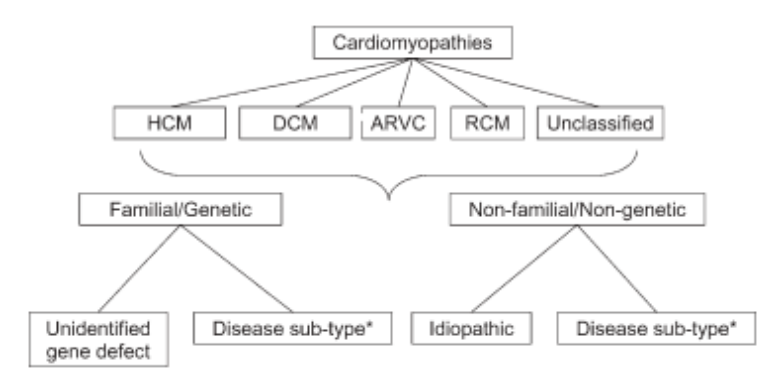 Cardiomyopathies
HCM
DCM
ARVC
RCM
Unclassified
Familial/Genetic
Non-familial/Non-genetic
Unidentified
gene defect
Disease sub-type*
Idiopathic
Disease sub-type*